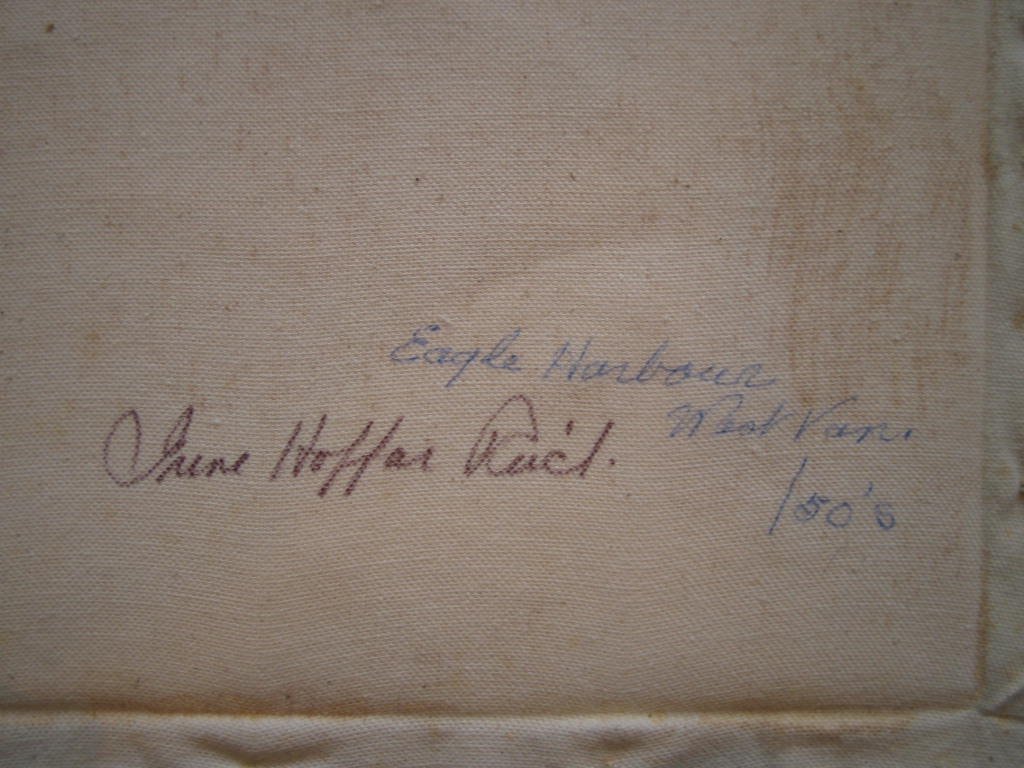 Eagle Harbour
West Van.
Irene Hoffar Reid.
/50's